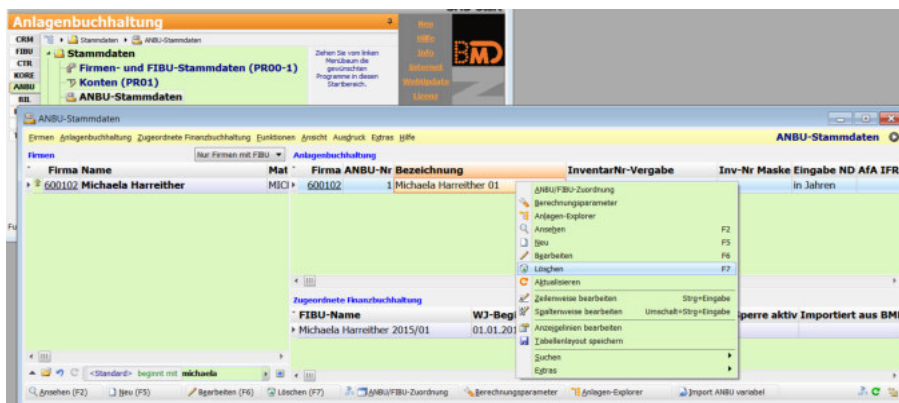 Anlagenbuchhaltung
CRM
Stammdaten ANBU-Stammdaten
FIBU
Stammdaten
CTR
Firmen- und FIBU-Stammdaten (PR00-1)
KORE
Konten (PR01)
ANBU
ANBU-Stammdaten
BIL
Ziehen Sie vom linken
Menübaum die
gewünschten
Programme in diesen
Startbereich.
Neu
Hilfe
Info
Internet
WebUpdate
Lizenz
BMD
ANBU-Stammdaten
Firmen Anlagenbuchhaltung Zugeordnete Finanzbuchhaltung Funktionen Ansicht Ausdruck Extras Hilfe
ANBU-Stammdaten
Firmen
Nur Firmen mit FIBU
Anlagenbuchhaltung
Firma Name Mat
Firma ANBU-Nr Bezeichnung InventarNr-Vergabe Inv-Nr Maske Eingabe ND AfA IFR
600102 Michaela Harreither MICH
600102 1 Michaela Harreither 01 in Jahren
ANBU/FIBU-Zuordnung
Berechnungsparameter
Anlagen-Explorer
Ansehen F2
Neu F5
Bearbeiten F6
Löschen F7
Aktualisieren
Zeilenweise bearbeiten Strg+Eingabe
Spaltenweise bearbeiten Umschalt+Strg+Eingabe
Anzeigelinien bearbeiten
Tabellenlayout speichern
Suchen
Extras
Zugeordnete Finanzbuchhaltung
FIBU-Name WJ-Begi perre aktiv Importiert aus BMD
Michaela Harreither 2015/01 01.01.201
<Standard> beginnt mit michaela
Ansehen (F2) Neu (F5) Bearbeiten (F6) Löschen (F7) ANBU/FIBU-Zuordnung Berechnungsparameter Anlagen-Explorer Import ANBU variabel